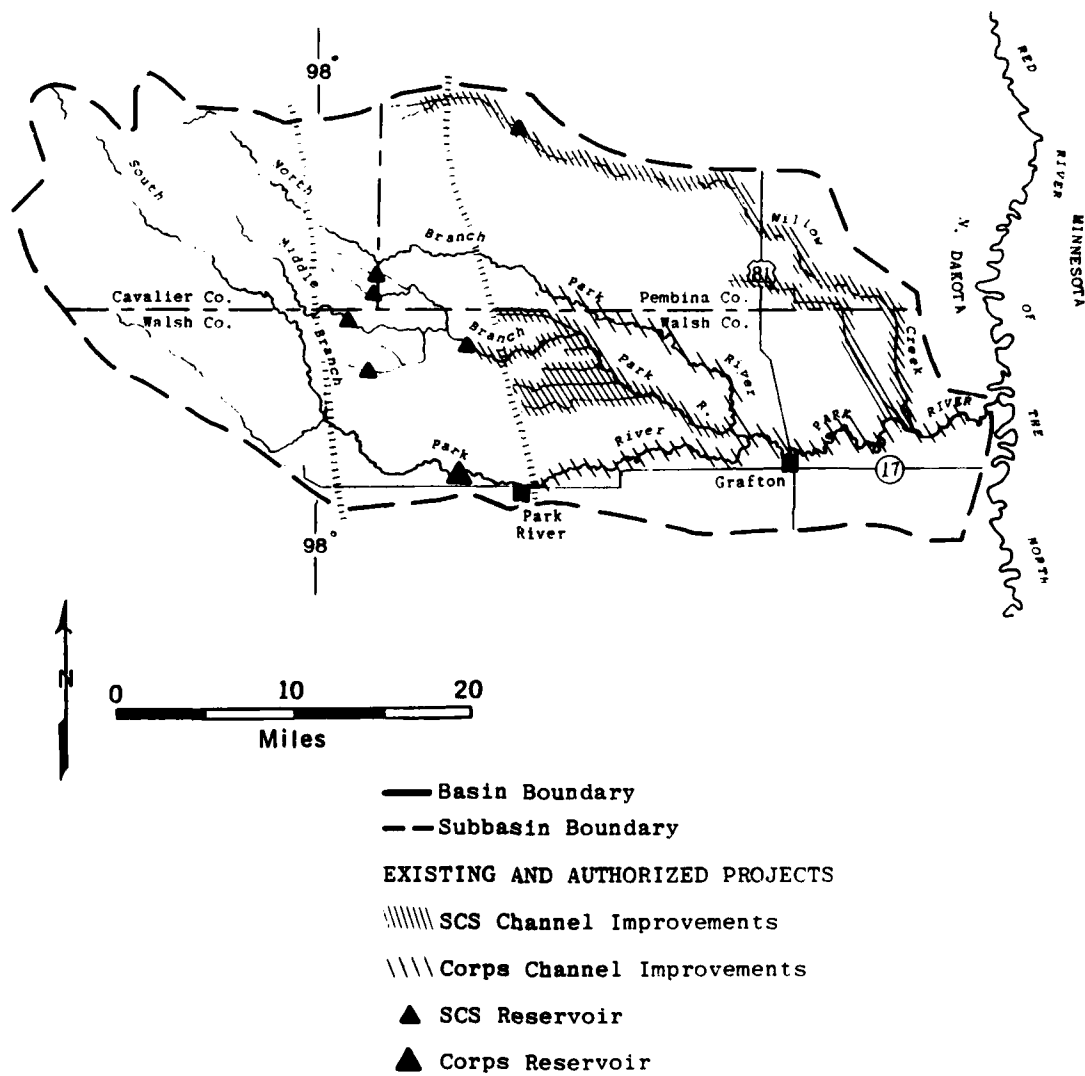 98°
RED
RIVER
OF
THE
NORTH
MINNESOTA
N. DAKOTA
South
Branch
North
Branch
Middle
Branch
Willow
Creek
81
Park
River
Cavalier Co.
Walsh Co.
Pembina Co.
Walsh Co.
Park
R.
Park
River
PARK
RIVER
Grafton
17
Park
River
98°
N
0 10 20
Miles
Basin Boundary
Subbasin Boundary
EXISTING AND AUTHORIZED PROJECTS
SCS Channel Improvements
Corps Channel Improvements
SCS Reservoir
Corps Reservoir